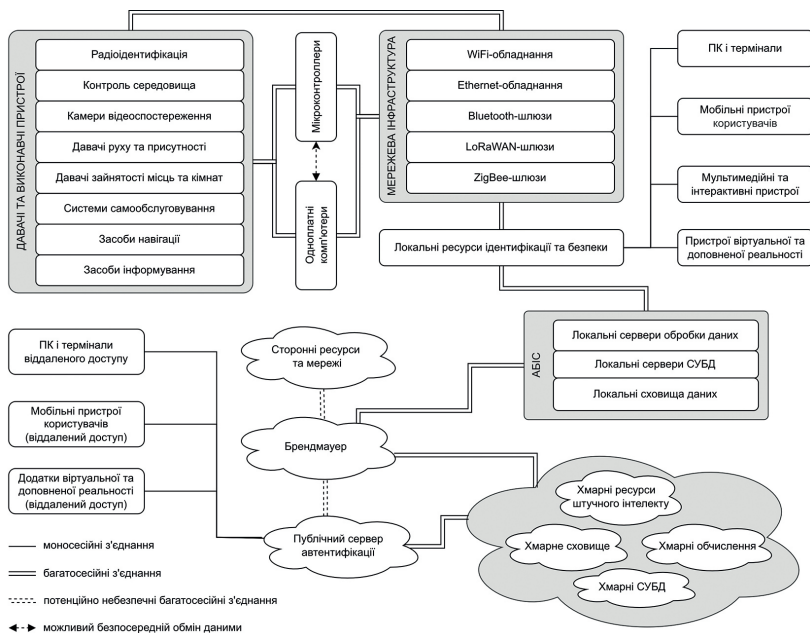 ДАВАЧІ ТА ВИКОНАВЧІ ПРИСТРОЇ
Радіоідентифікація
Контроль середовища
Камери відеоспостереження
Давачі руху та присутності
Давачі зайнятості місць та кімнат
Системи самообслуговування
Засоби навігації
Засоби інформування
Мікроконтроллери
Одноплатні
комп'ютери
МЕРЕЖЕВА ІНФРАСТРУКТУРА
WiFi-обладнання
Ethernet-обладнання
Bluetooth-шлюзи
LoRaWAN-шлюзи
ZigBee-шлюзи
Локальні ресурси ідентифікації та безпеки
ПК і термінали
Мобільні пристрої
користувачів
Мультимедійні та
інтерактивні пристрої
Пристрої віртуальної та
доповненої реальності
АБІС
Локальні сервери обробки даних
Локальні сервери СУБД
Локальні сховища даних
ПК і термінали
віддаленого доступу
Мобільні пристрої
користувачів
(віддалений доступ)
Додатки віртуальної та
доповненої реальності
(віддалений доступ)
Сторонні ресурси
та мережі
Брендмауер
Публічний сервер
автентифікації
Хмарні ресурси
штучного інтелекту
Хмарне сховище
Хмарні обчислення
Хмарні СУБД
моносесійні з'єднання
багатосесійні з'єднання
потенційно небезпечні багатосесійні з'єднання
можливий безпосередній обмін даними